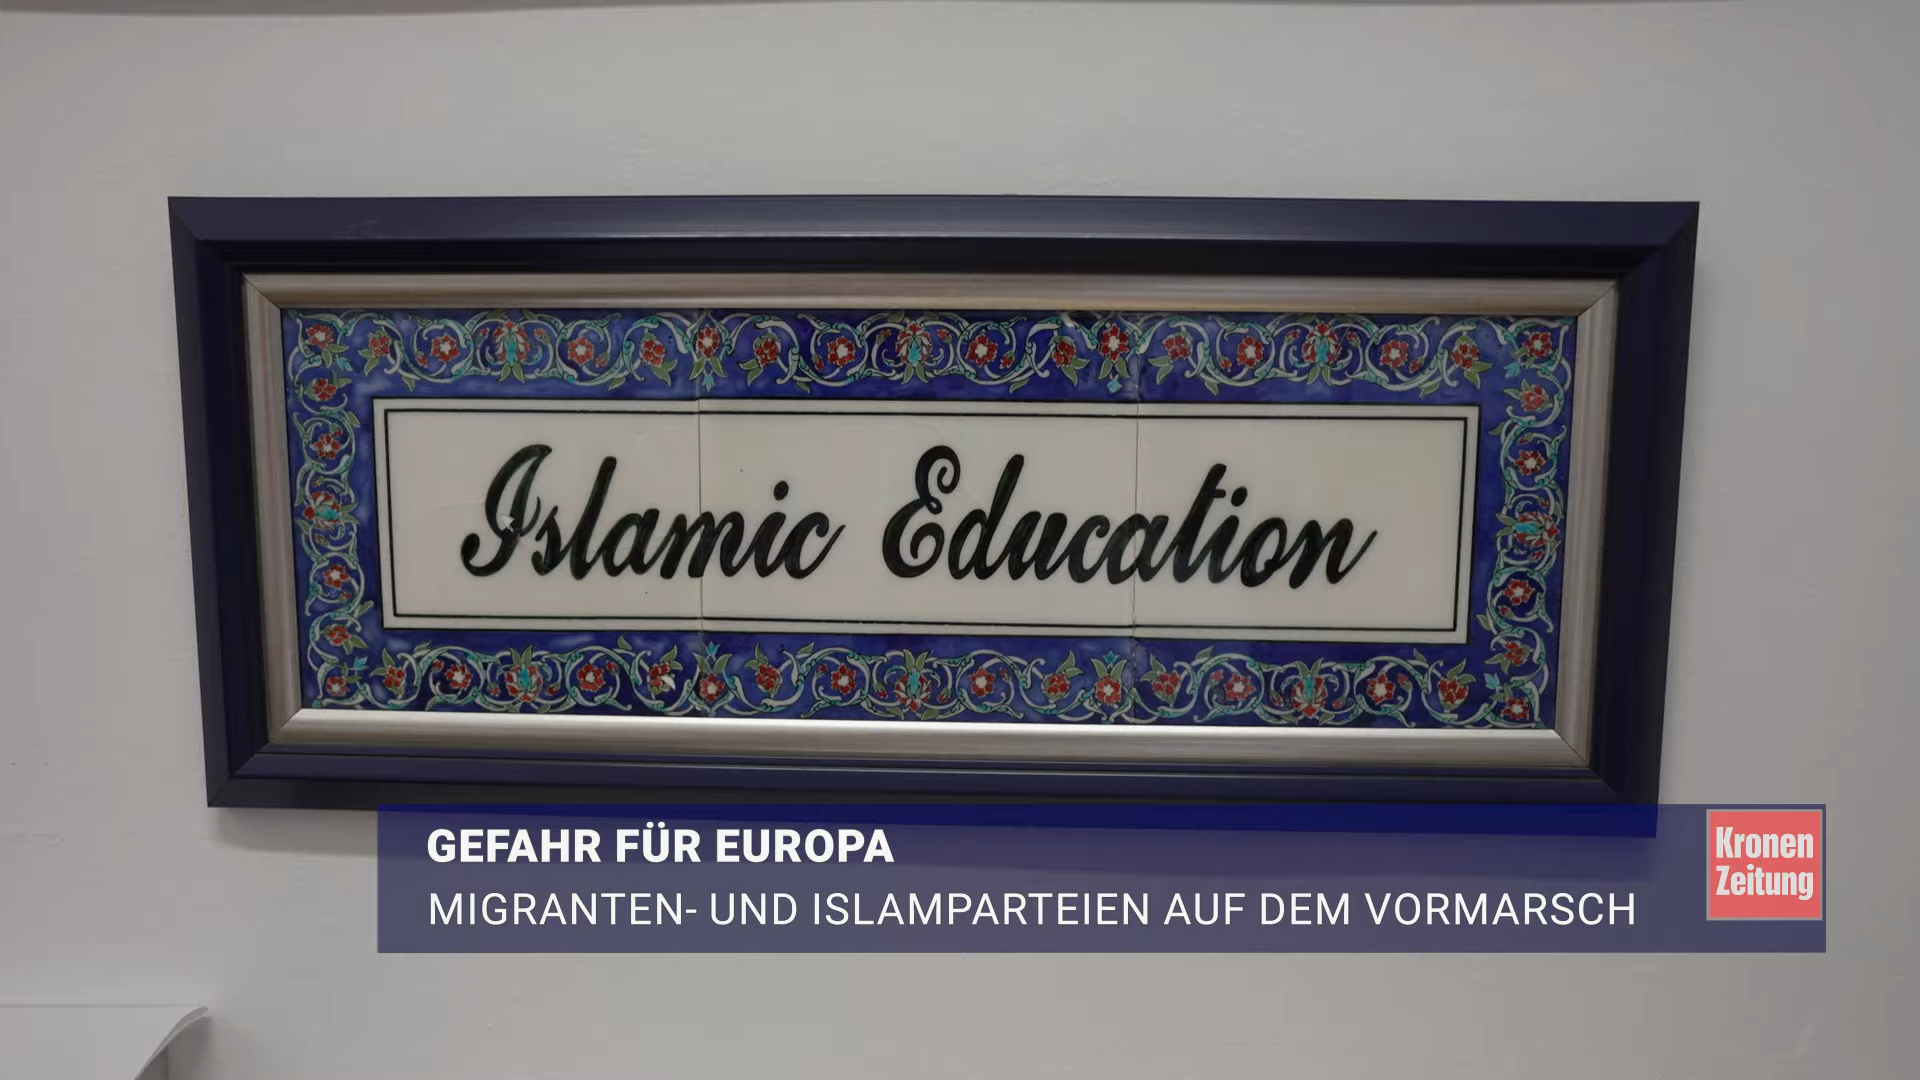 Islamic Education
GEFAHR FÜR EUROPA
MIGRANTEN- UND ISLAMPARTEIEN AUF DEM VORMARSCH
Kronen
Zeitung